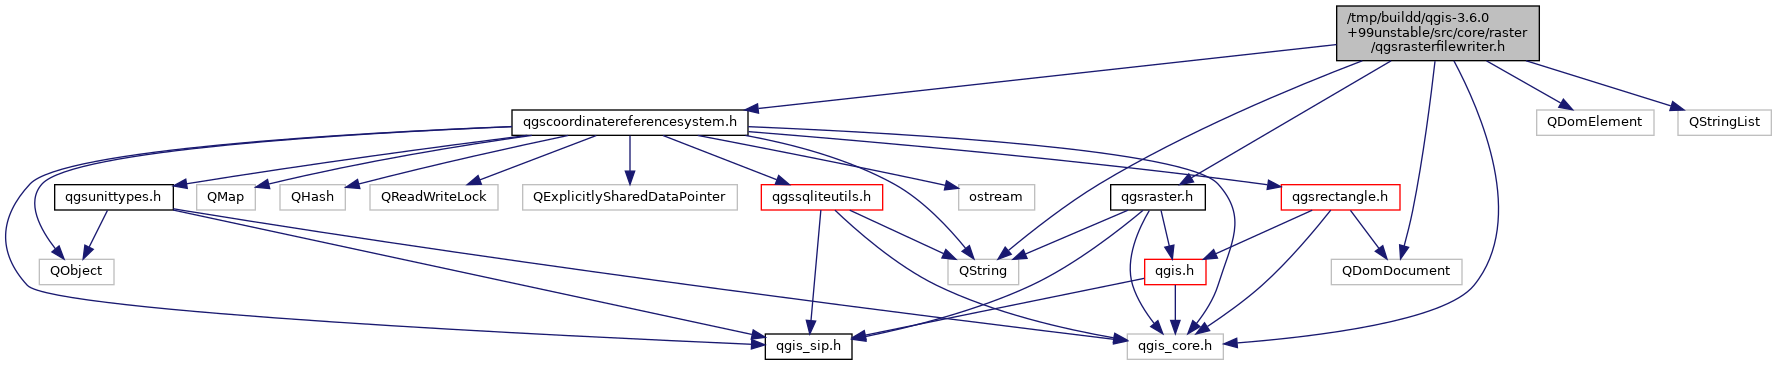 /tmp/buildd/qgis-3.6.0
+99unstable/src/core/raster
/qgsrasterfilewriter.h
qgscoordinatereferencesystem.h
QDomElement
QStringList
qgsunittypes.h
QMap
QHash
QReadWriteLock
QExplicitlySharedDataPointer
qgssqliteutils.h
ostream
qgsraster.h
qgsrectangle.h
QObject
QString
qgis.h
QDomDocument
qgis_sip.h
qgis_core.h